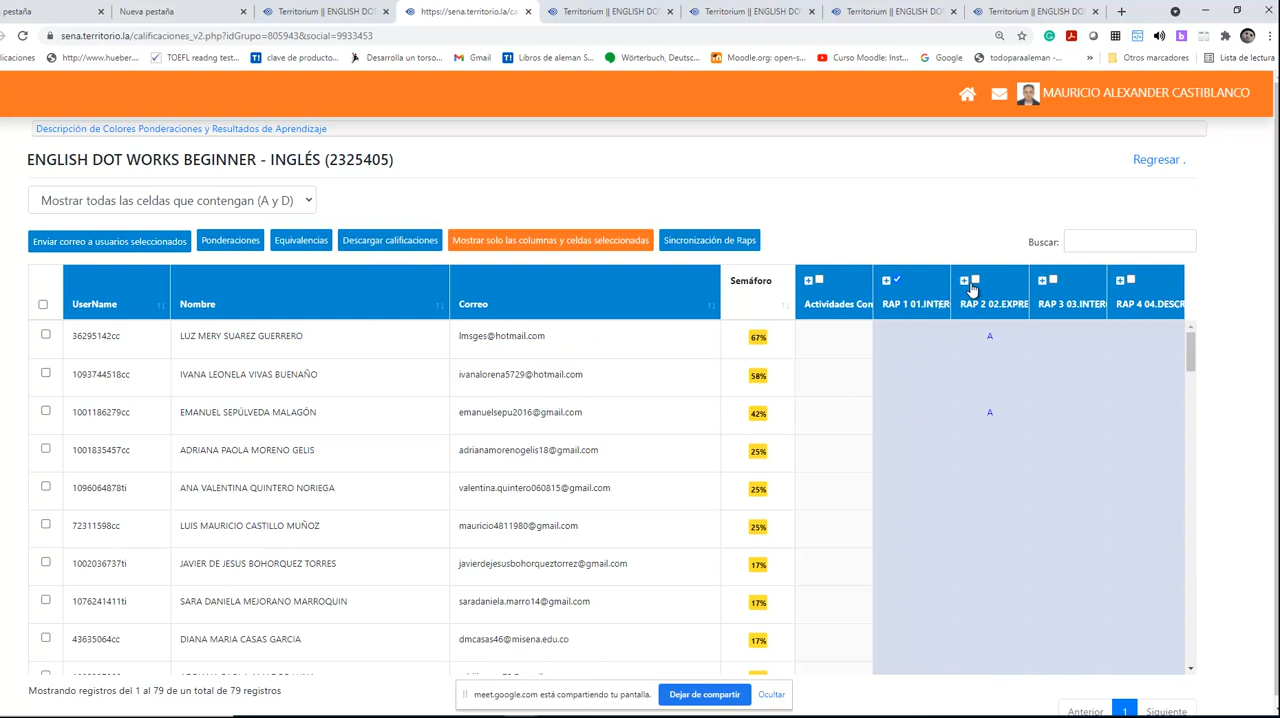 pestaña
Nueva pestaña
Territorium || ENGLISH DOT
https://sena.territorio.la/ca
Territorium || ENGLISH DOT
Territorium || ENGLISH DOT
Territorium || ENGLISH DOT
Territorium || ENGLISH DOT
sena.territorio.la/calificaciones_v2.php?idGrupo=805943&social=9933453
licaciones
http://www.hueber....
TOEFL readng test...
clave de producto...
Desarrolla un torso...
Gmail
Libros de aleman S...
Wörterbuch, Deutsc...
Moodle.org: open-s...
Curso Moodle: Inst...
Google
todoparaaleman...
Otros marcadores
Lista de lectura
MAURICIO ALEXANDER CASTIBLANCO
Descripción de Colores Ponderaciones y Resultados de Aprendizaje
ENGLISH DOT WORKS BEGINNER - INGLÉS (2325405)
Regresar .
Mostrar todas las celdas que contengan (A y D)
Enviar correo a usuarios seleccionados
Ponderaciones
Equivalencias
Descargar calificaciones
Mostrar solo las columnas y celdas seleccionadas
Sincronización de Raps
Buscar:
UserName Nombre Correo Semáforo Actividades Con RAP 1 01.INTER RAP 2 02.EXPRE RAP 3 03.INTER RAP 4 04.DESCR
36295142cc LUZ MERY SUAREZ GUERRERO lmsges@hotmail.com 67% A
1093744518cc IVANA LEONELA VIVAS BUENAÑO ivanalorena5729@hotmail.com 58%
1001186279cc EMANUEL SEPÚLVEDA MALAGÓN emanuelsepu2016@gmail.com 42% A
1001835457cc ADRIANA PAOLA MORENO GELIS adrianamorenogelis18@gmail.com 25%
1096064878ti ANA VALENTINA QUINTERO NORIEGA valentina.quintero060815@gmail.com 25%
72311598cc LUIS MAURICIO CASTILLO MUÑOZ mauricio4811980@gmail.com 25%
1002036737ti JAVIER DE JESUS BOHORQUEZ TORRES javierdejesusbohorqueztorrez@gmail.com 17%
1076241411ti SARA DANIELA MEJORANO MARROQUIN saradaniela.marro14@gmail.com 17%
43635064cc DIANA MARIA CASAS GARCIA dmcasas46@misena.edu.co 17%
Mostrando registros del 1 al 79 de un total de 79 registros
meet.google.com está compartiendo tu pantalla.
Dejar de compartir
Ocultar
Anterior 1 Siguiente